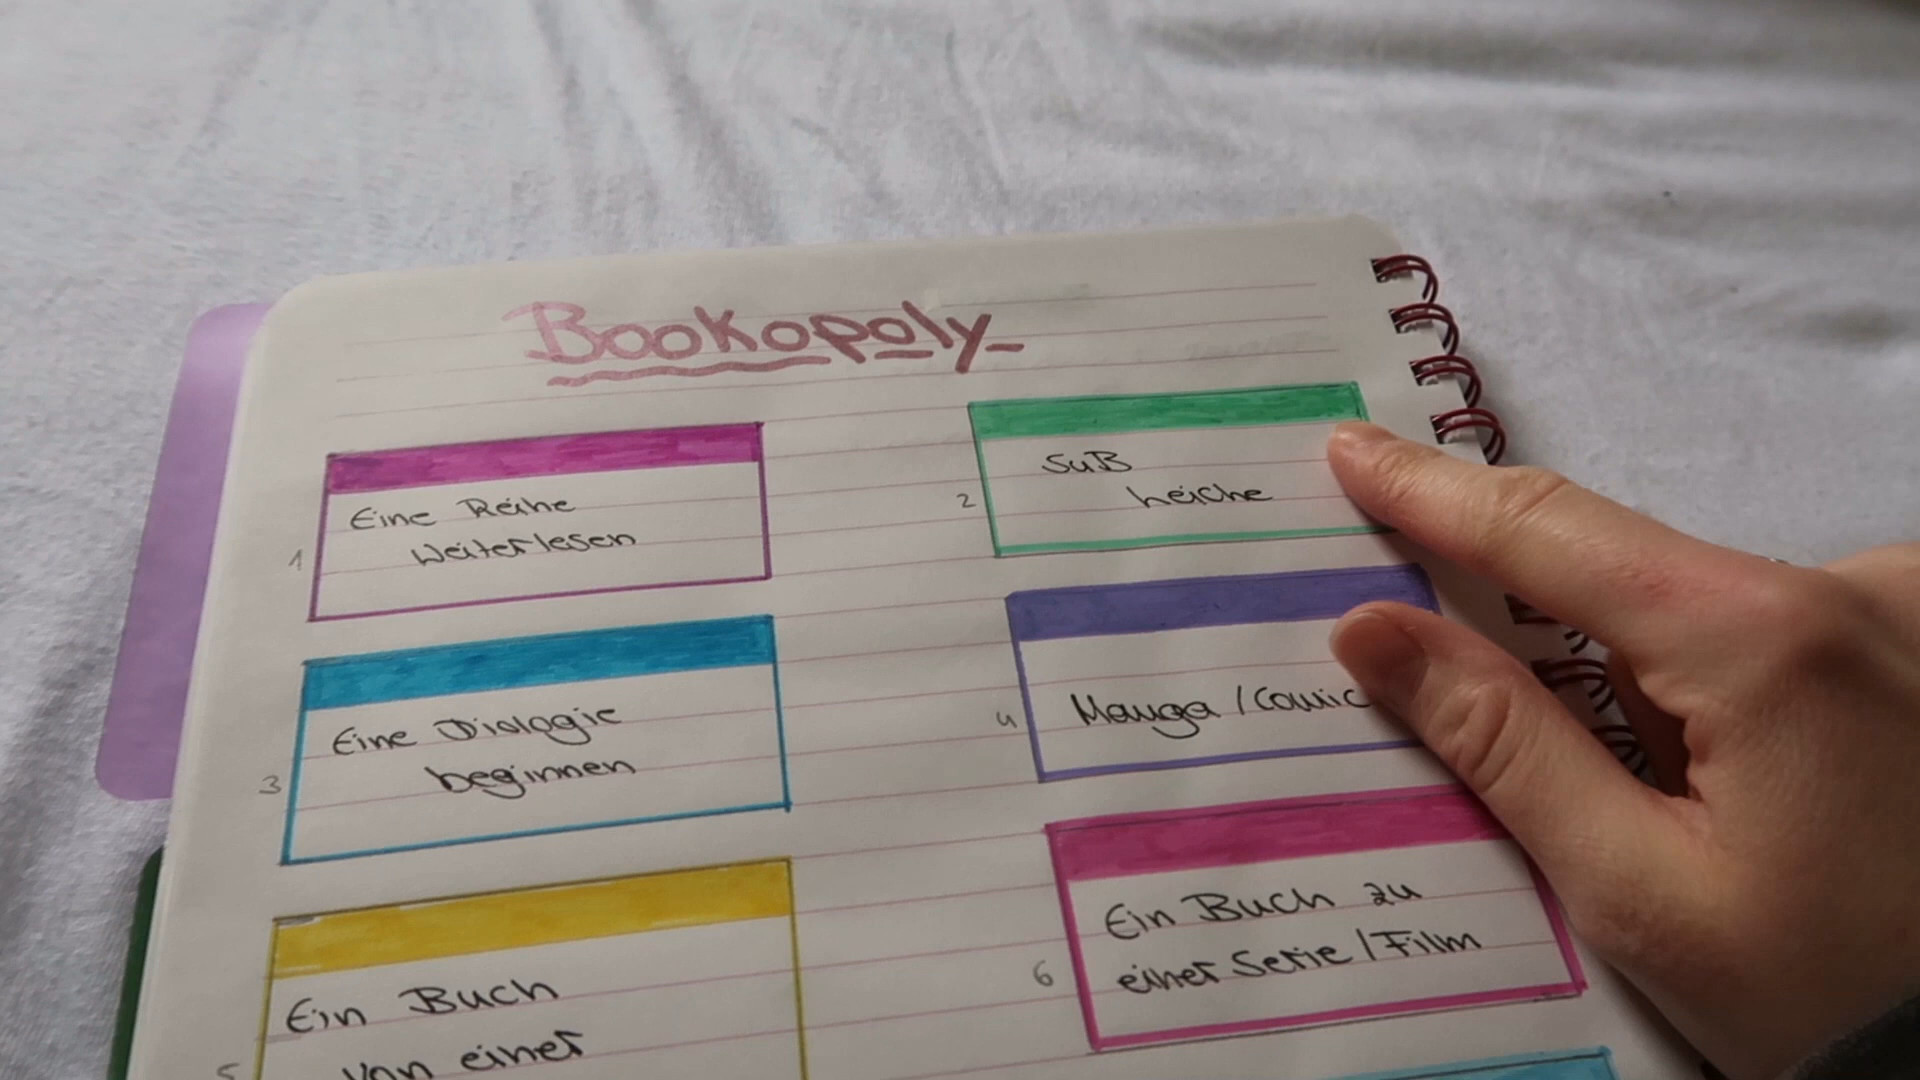 Bookopoly
1
Eine Reihe
weiterlesen
2
SuB
leiche
3
Eine Diologie
beginnen
4
Manga / Comic
5
Ein Buch
von einer
6
Ein Buch zu
einer Serie / Film